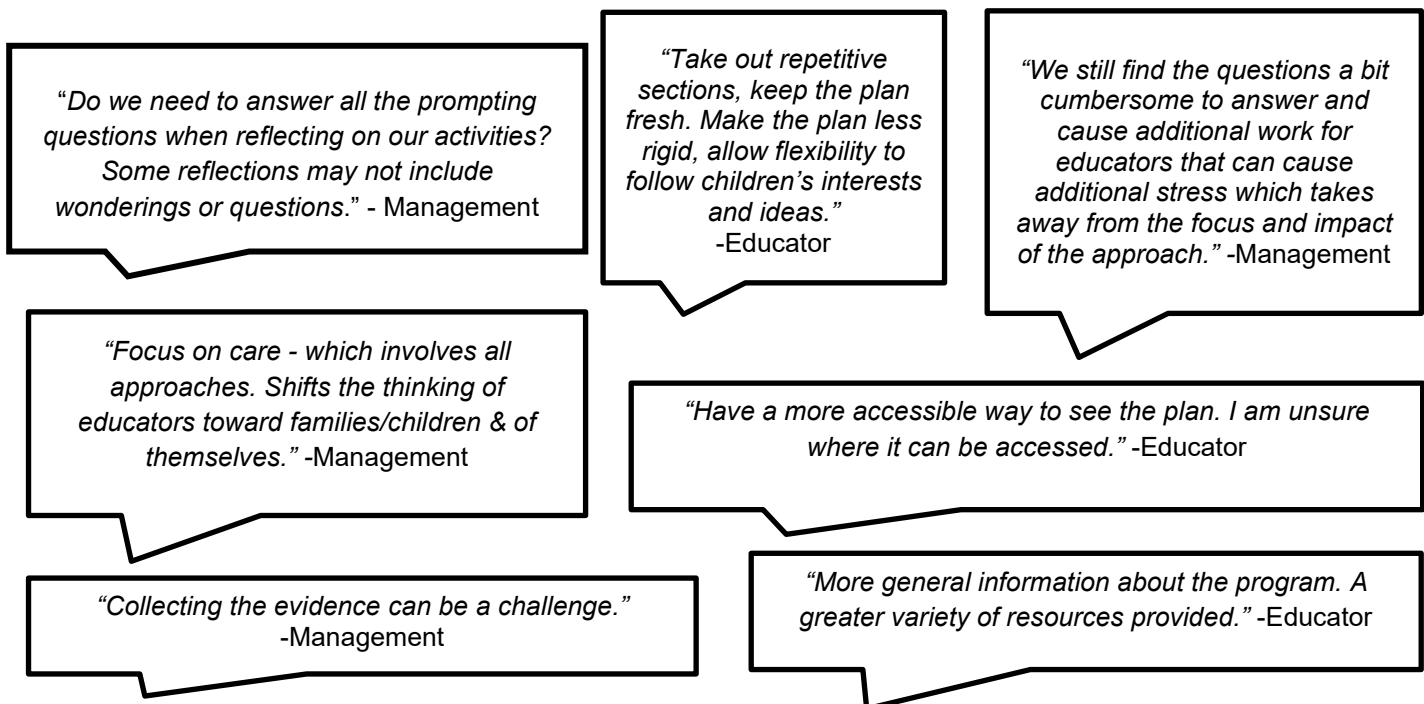 “Do we need to answer all the prompting
questions when reflecting on our activities?
Some reflections may not include
wonderings or questions.” - Management
“Take out repetitive
sections, keep the plan
fresh. Make the plan less
rigid, allow flexibility to
follow children’s interests
and ideas.”
-Educator
“We still find the questions a bit
cumbersome to answer and
cause additional work for
educators that can cause
additional stress which takes
away from the focus and impact
of the approach.” -Management
“Focus on care - which involves all
approaches. Shifts the thinking of
educators toward families/children & of
themselves.” -Management
“Have a more accessible way to see the plan. I am unsure
where it can be accessed.” -Educator
“Collecting the evidence can be a challenge.”
-Management
“More general information about the program. A
greater variety of resources provided.” -Educator